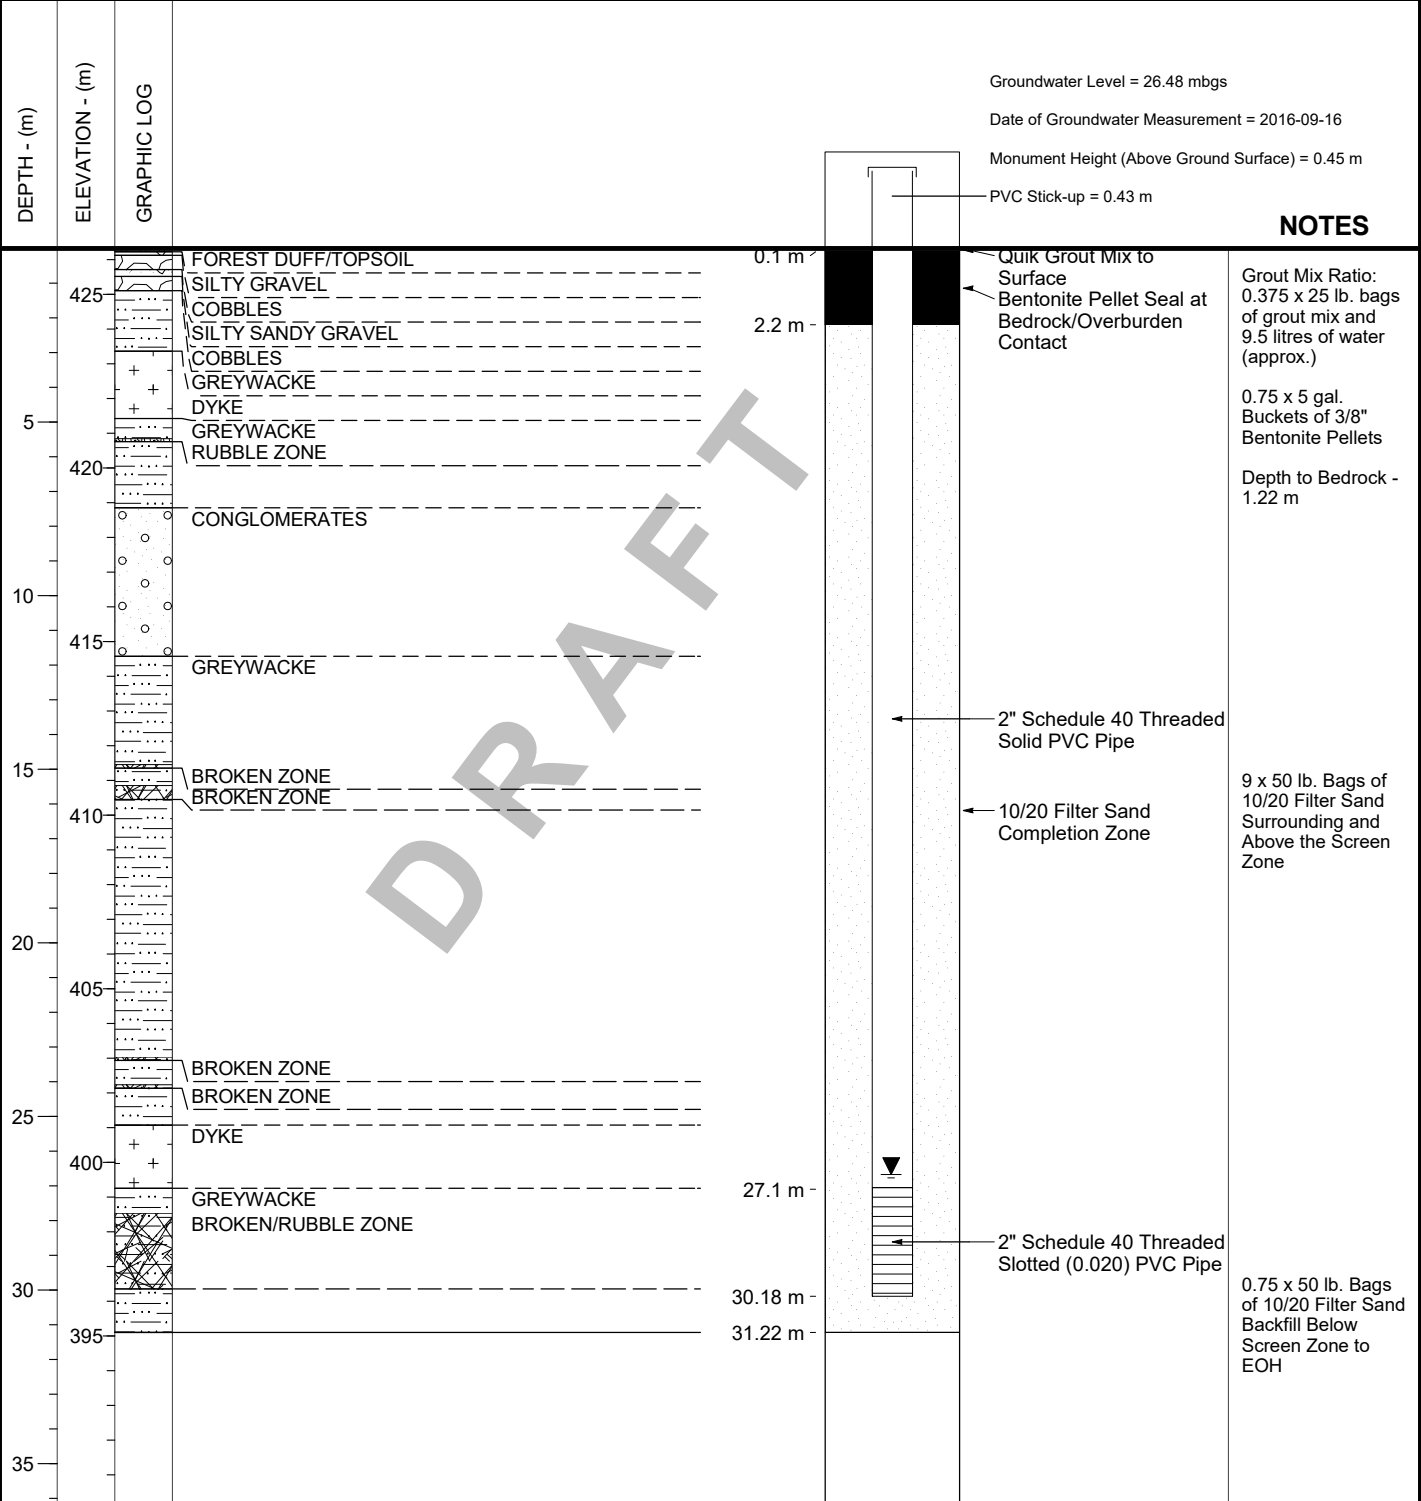 DEPTH - (m)
ELEVATION - (m)
GRAPHIC LOG
Groundwater Level = 26.48 mbgs
Date of Groundwater Measurement = 2016-09-16
Monument Height (Above Ground Surface) = 0.45 m
PVC Stick-up = 0.43 m
NOTES
5
10
15
20
25
30
35
425
420
415
410
405
400
395
FOREST DUFF/TOPSOIL
SILTY GRAVEL
COBBLES
SILTY SANDY GRAVEL
COBBLES
GREYWACKE
DYKE
GREYWACKE
RUBBLE ZONE
CONGLOMERATES
GREYWACKE
BROKEN ZONE
BROKEN ZONE
BROKEN ZONE
BROKEN ZONE
DYKE
GREYWACKE
BROKEN/RUBBLE ZONE
DRAFT
0.1 m
2.2 m
27.1 m
30.18 m
31.22 m
Quik Grout Mix to
Surface
Bentonite Pellet Seal at
Bedrock/Overburden
Contact
2" Schedule 40 Threaded
Solid PVC Pipe
10/20 Filter Sand
Completion Zone
2" Schedule 40 Threaded
Slotted (0.020) PVC Pipe
Grout Mix Ratio:
0.375 x 25 lb. bags
of grout mix and
9.5 litres of water
(approx.)
0.75 x 5 gal.
Buckets of 3/8"
Bentonite Pellets
Depth to Bedrock -
1.22 m
9 x 50 lb. Bags of
10/20 Filter Sand
Surrounding and
Above the Screen
Zone
0.75 x 50 lb. Bags
of 10/20 Filter Sand
Backfill Below
Screen Zone to
EOH